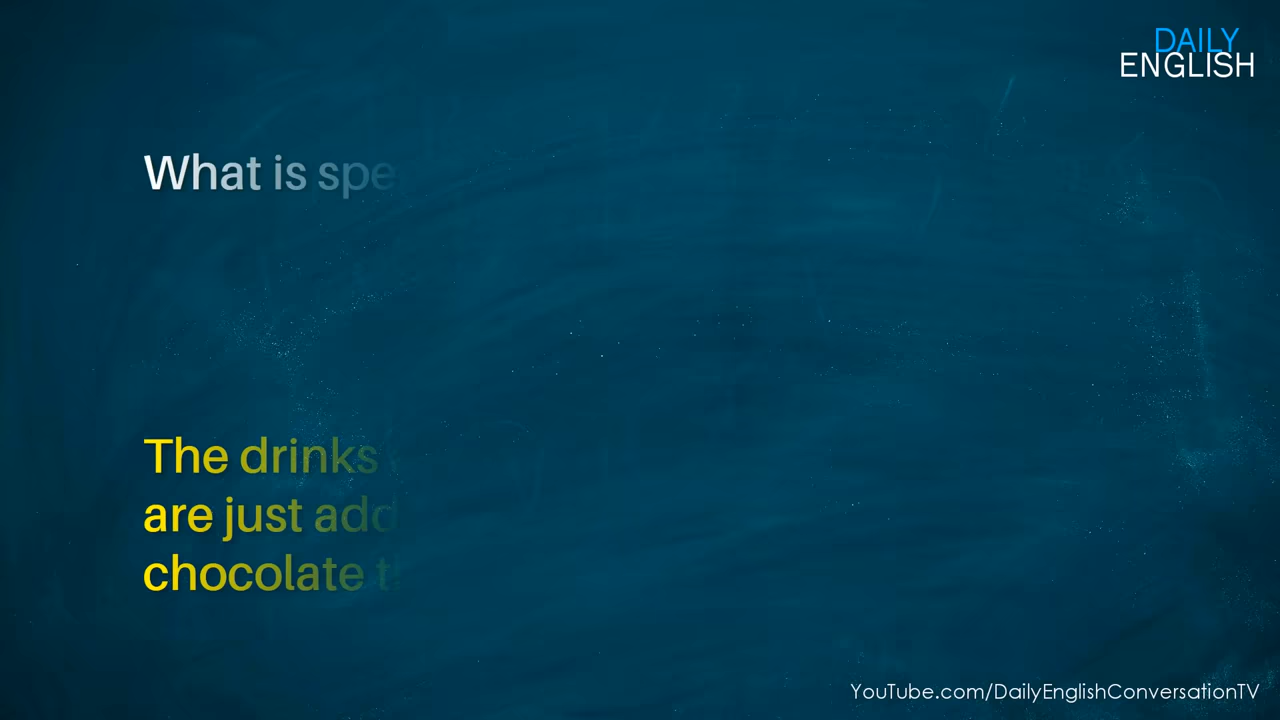 DAILY
ENGLISH
What is spe
The drinks
are just add
chocolate
YouTube.com/DailyEnglishConversationTV